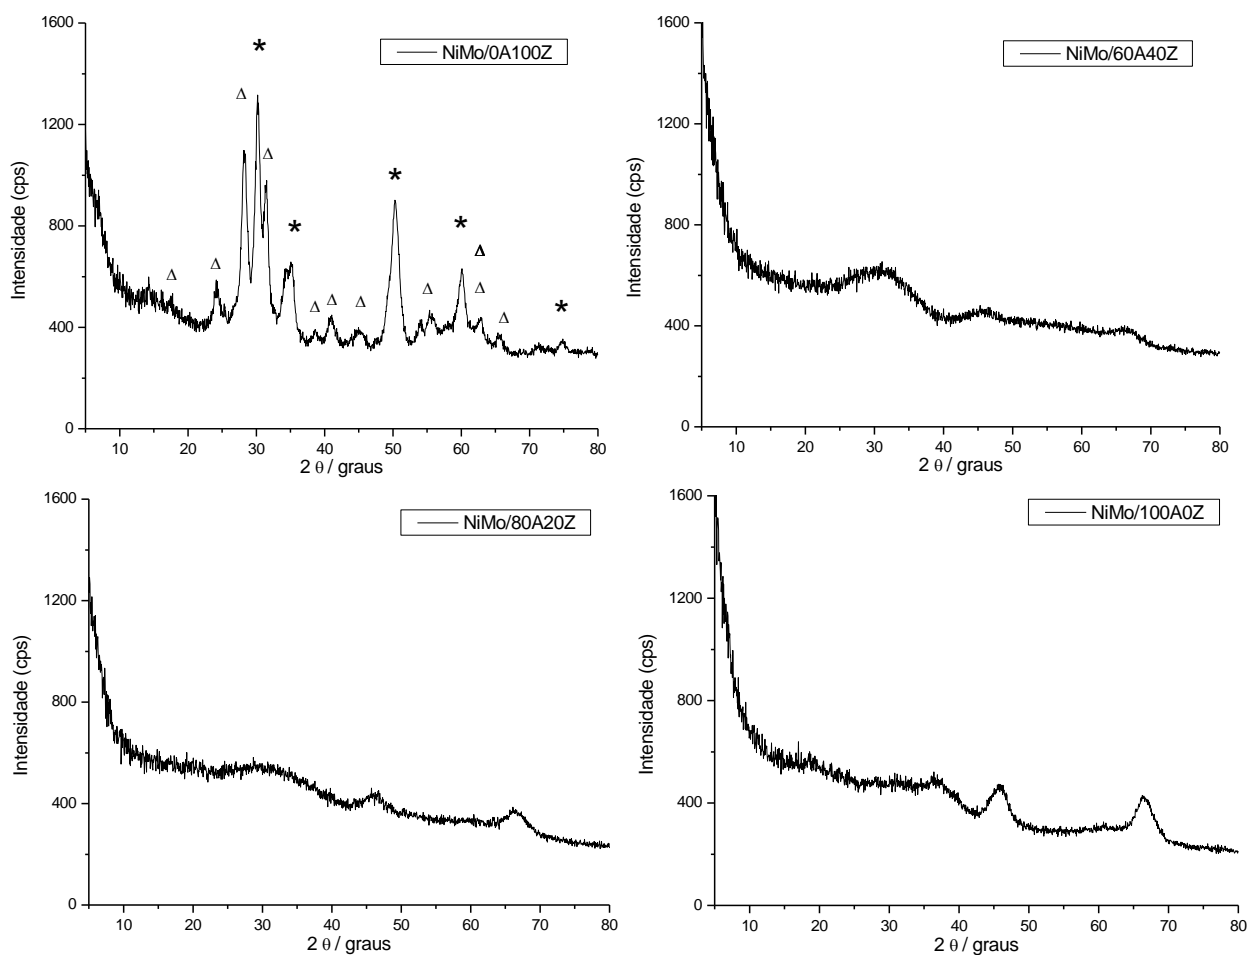 NiMo/0A100Z
1600
1200
800
400
0
Intensidade (cps)
* Δ Δ * * * Δ Δ Δ Δ Δ Δ Δ Δ Δ *
10 20 30 40 50 60 70 80
2 θ / graus
NiMo/60A40Z
1600
1200
800
400
0
Intensidade (cps)
10 20 30 40 50 60 70 80
2 θ / graus
NiMo/80A20Z
1600
1200
800
400
0
Intensidade (cps)
10 20 30 40 50 60 70 80
2 θ / graus
NiMo/100A0Z
1600
1200
800
400
0
Intensidade (cps)
10 20 30 40 50 60 70 80
2 θ / graus